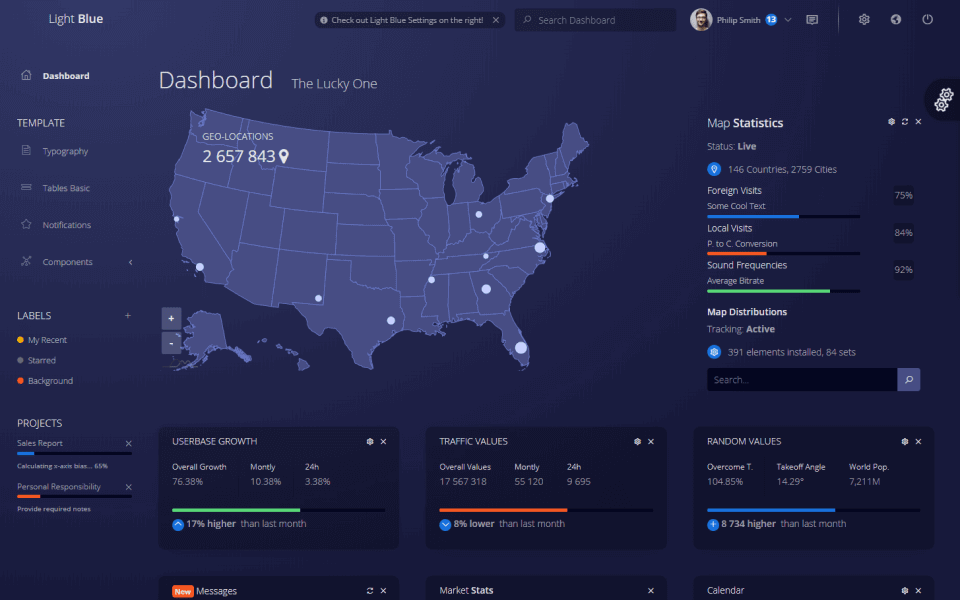 Light Blue
Check out Light Blue Settings on the right!
Search Dashboard
Philip Smith 13
Dashboard
TEMPLATE
Typography
Tables Basic
Notifications
Components
LABELS +
My Recent
Starred
Background
PROJECTS
Sales Report
Calculating x-axis bias... 65%
Personal Responsibility
Provide required notes
Dashboard The Lucky One
GEO-LOCATIONS
2 657 843
+
-
Map Statistics
Status: Live
146 Countries, 2759 Cities
Foreign Visits
Some Cool Text
75%
Local Visits
P. to C. Conversion
84%
Sound Frequencies
Average Bitrate
92%
Map Distributions
Tracking: Active
391 elements installed, 84 sets
Search...
USERBASE GROWTH
Overall Growth Montly 24h
76.38% 10.38% 3.38%
17% higher than last month
TRAFFIC VALUES
Overall Values Montly 24h
17 567 318 55 120 9 695
8% lower than last month
RANDOM VALUES
Overcome T. Takeoff Angle World Pop.
104.85% 14.29° 7,211M
8 734 higher than last month
New Messages
Market Stats
Calendar